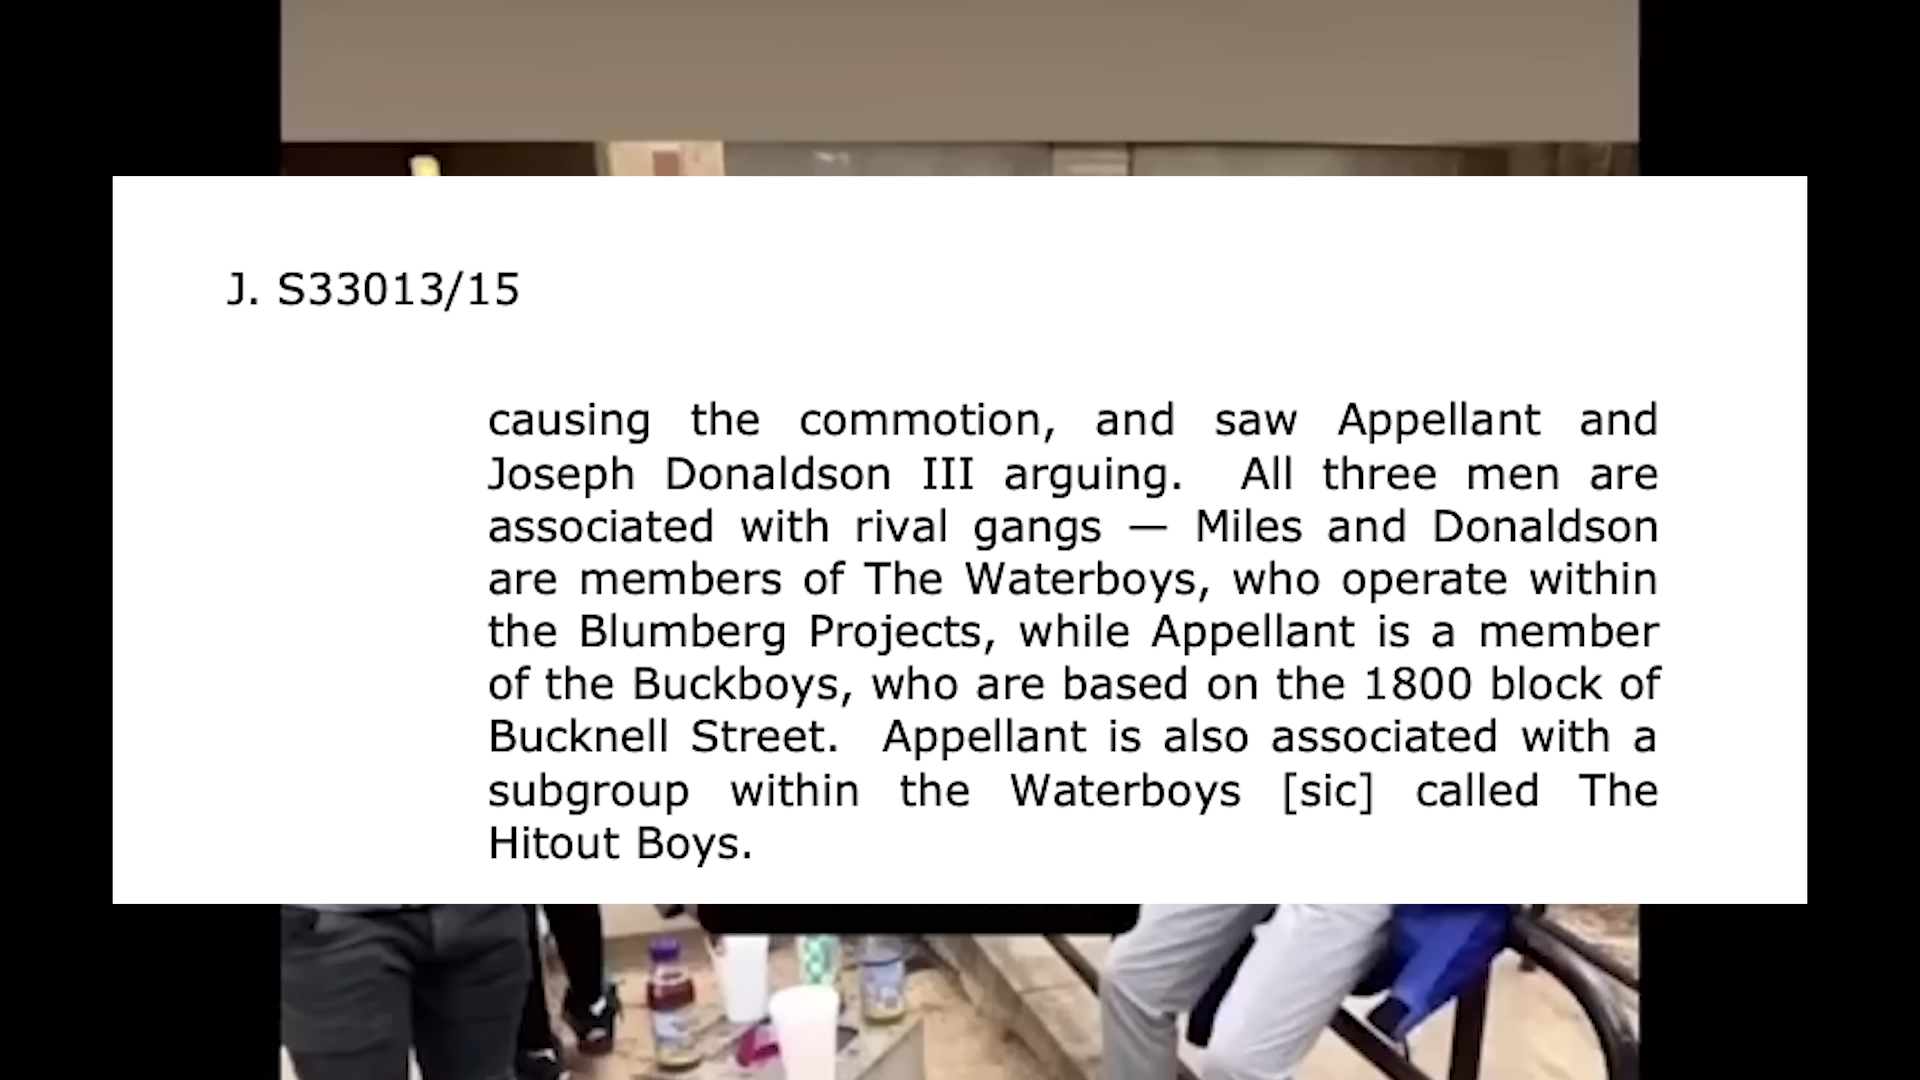 J. S33013/15
causing the commotion, and saw Appellant and
Joseph Donaldson III arguing. All three men are
associated with rival gangs — Miles and Donaldson
are members of The Waterboys, who operate within
the Blumberg Projects, while Appellant is a member
of the Buckboys, who are based on the 1800 block of
Bucknell Street. Appellant is also associated with a
subgroup within the Waterboys [sic] called The
Hitout Boys.